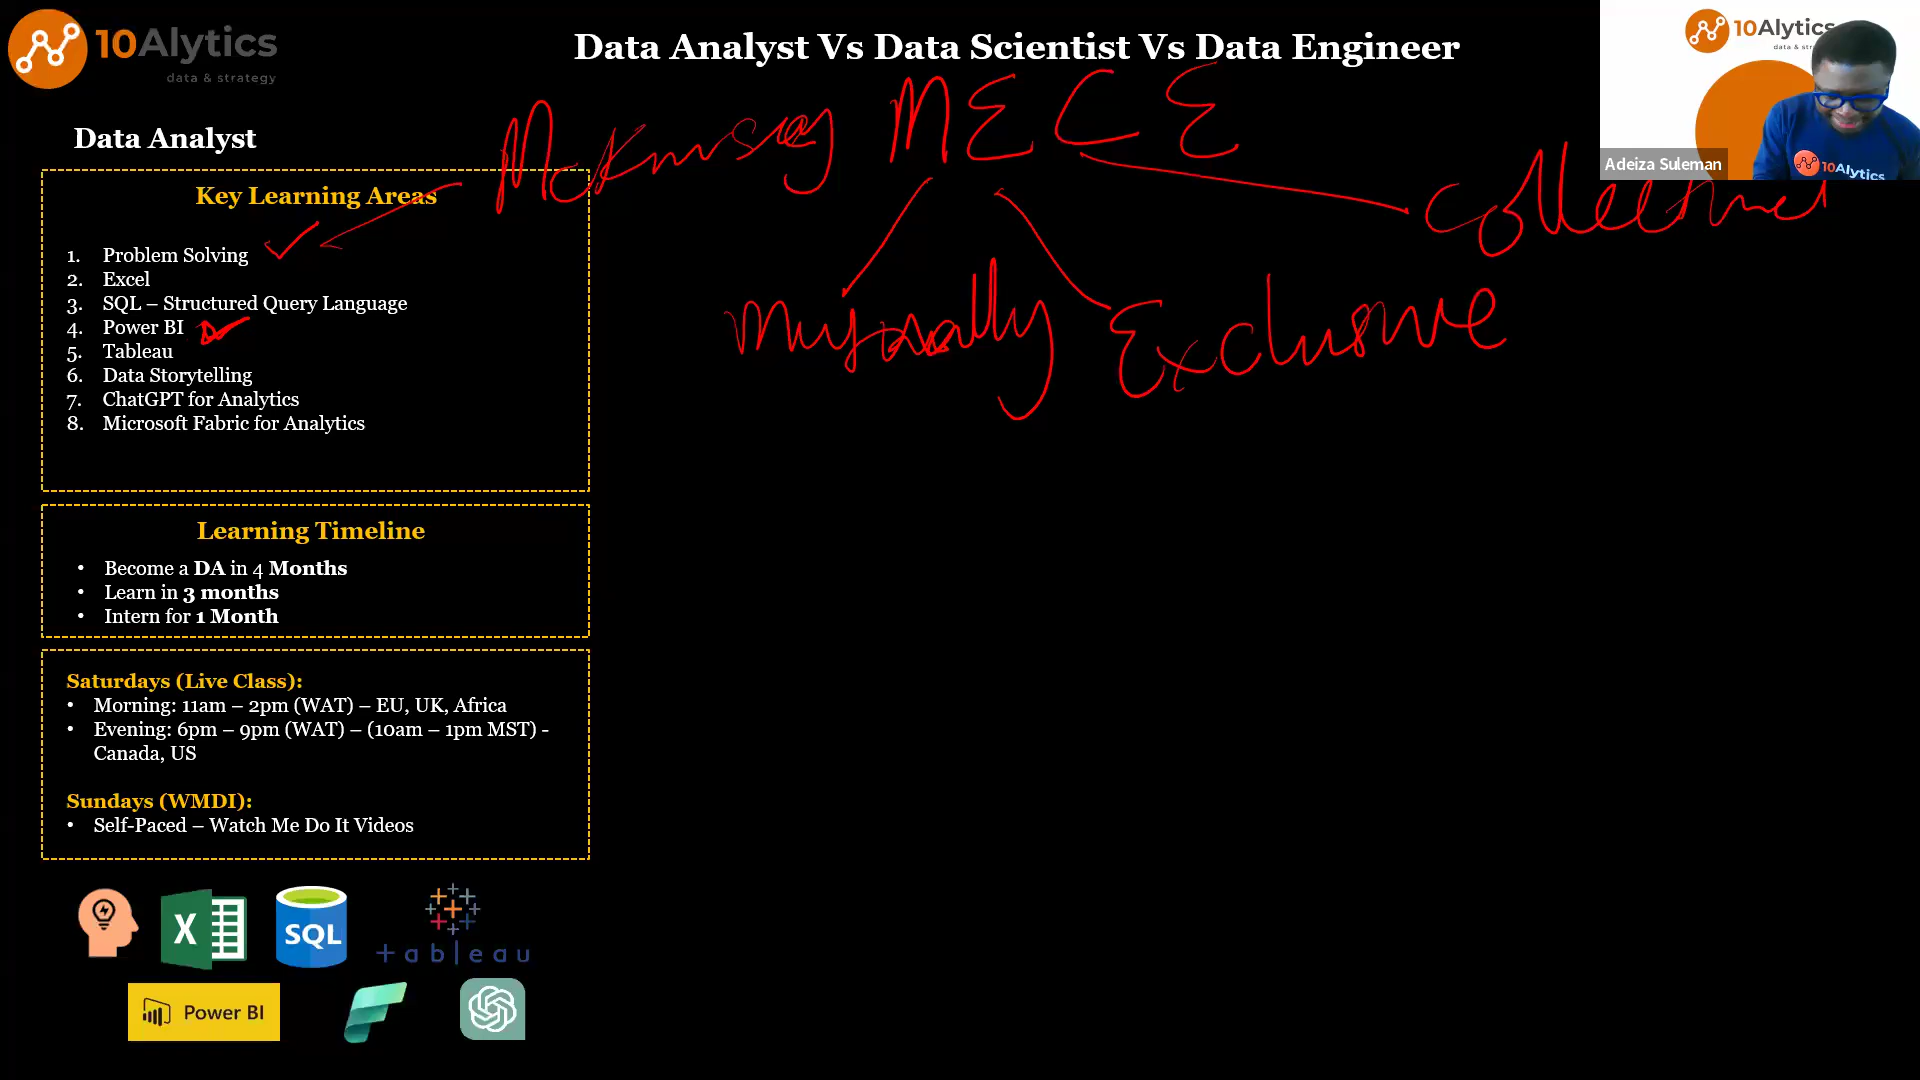 10Alytics
data & strategy
Data Analyst Vs Data Scientist Vs Data Engineer
10Alytics
Adeiza Suleman
10Alytics
McKinsey MECE
Mutually Exclusive
Data Analyst
Key Learning Areas
1. Problem Solving
2. Excel
3. SQL – Structured Query Language
4. Power BI
5. Tableau
6. Data Storytelling
7. ChatGPT for Analytics
8. Microsoft Fabric for Analytics
Learning Timeline
• Become a DA in 4 Months
• Learn in 3 months
• Intern for 1 Month
Saturdays (Live Class):
• Morning: 11am – 2pm (WAT) – EU, UK, Africa
• Evening: 6pm – 9pm (WAT) – (10am – 1pm MST) -
Canada, US
Sundays (WMDI):
• Self-Paced – Watch Me Do It Videos
X
SQL
+ableau
Power BI